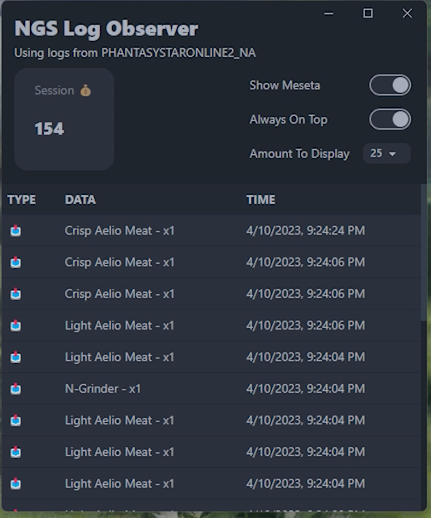 NGS Log Observer
Using logs from PHANTASYSTARONLINE2_NA
Session
154
Show Meseta
Always On Top
Amount To Display 25
TYPE DATA TIME
Crisp Aelio Meat - x1 4/10/2023, 9:24:24 PM
Crisp Aelio Meat - x1 4/10/2023, 9:24:06 PM
Crisp Aelio Meat - x1 4/10/2023, 9:24:06 PM
Light Aelio Meat - x1 4/10/2023, 9:24:06 PM
Light Aelio Meat - x1 4/10/2023, 9:24:04 PM
N-Grinder - x1 4/10/2023, 9:24:04 PM
Light Aelio Meat - x1 4/10/2023, 9:24:04 PM
Light Aelio Meat - x1 4/10/2023, 9:24:04 PM
Light Aelio Meat - x1 4/10/2023, 9:24:04 PM